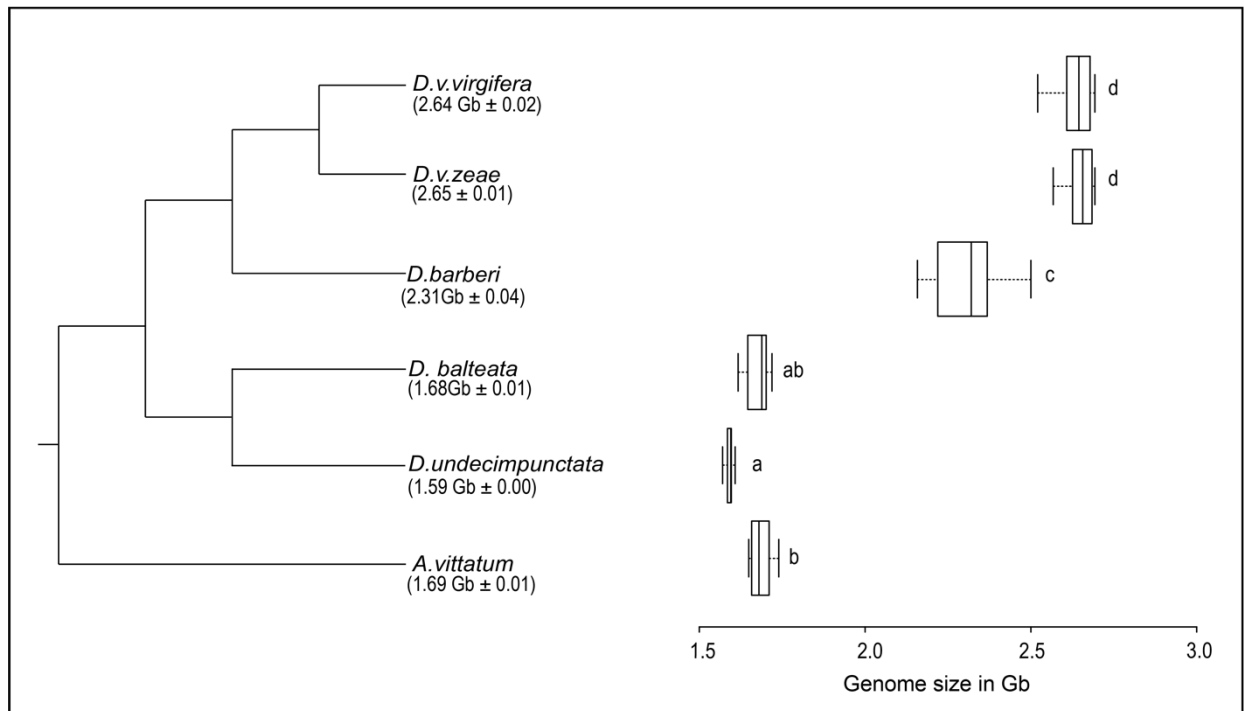 D.v.virgifera
(2.64 Gb ± 0.02)
d
D.v.zeae
(2.65 ± 0.01)
d
D.barberi
(2.31Gb ± 0.04)
c
D. balteata
(1.68Gb ± 0.01)
ab
D.undecimpunctata
(1.59 Gb ± 0.00)
a
A.vittatum
(1.69 Gb ± 0.01)
b
1.5 2.0 2.5 3.0
Genome size in Gb